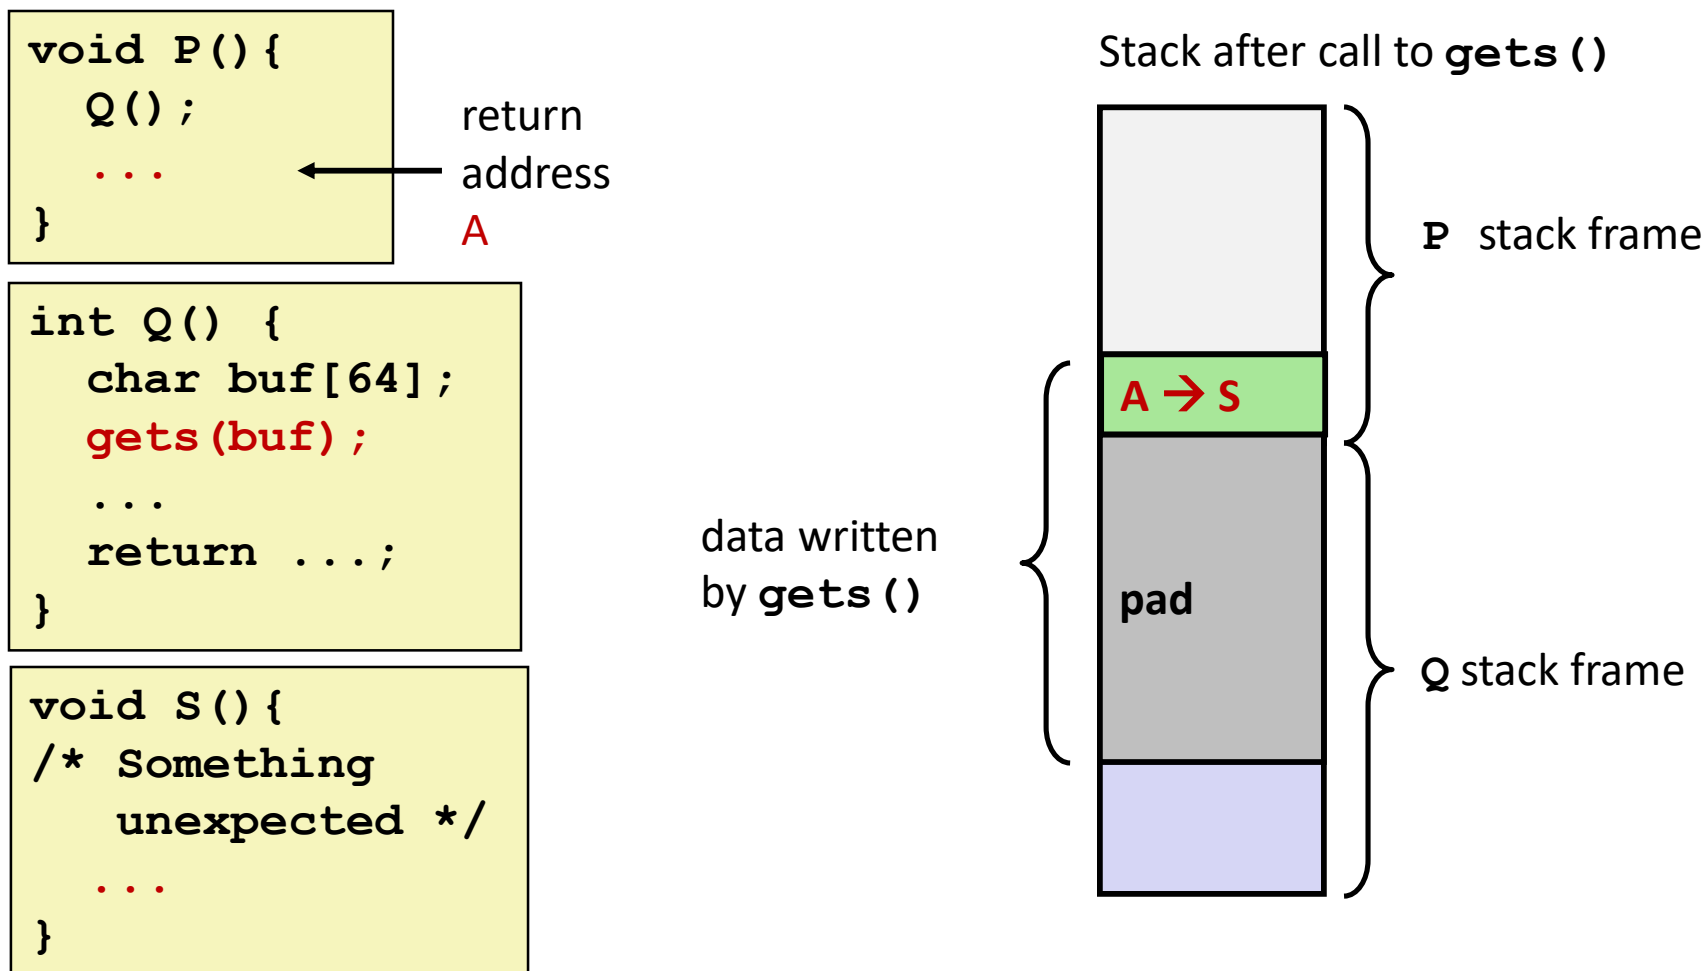 void P(){
Q();
...
}
return
address
A
int Q() {
char buf[64];
gets(buf);
...
return ...;
}
void S(){
/* Something
unexpected */
...
}
Stack after call to gets()
A → S
pad
data written
by gets()
P stack frame
Q stack frame